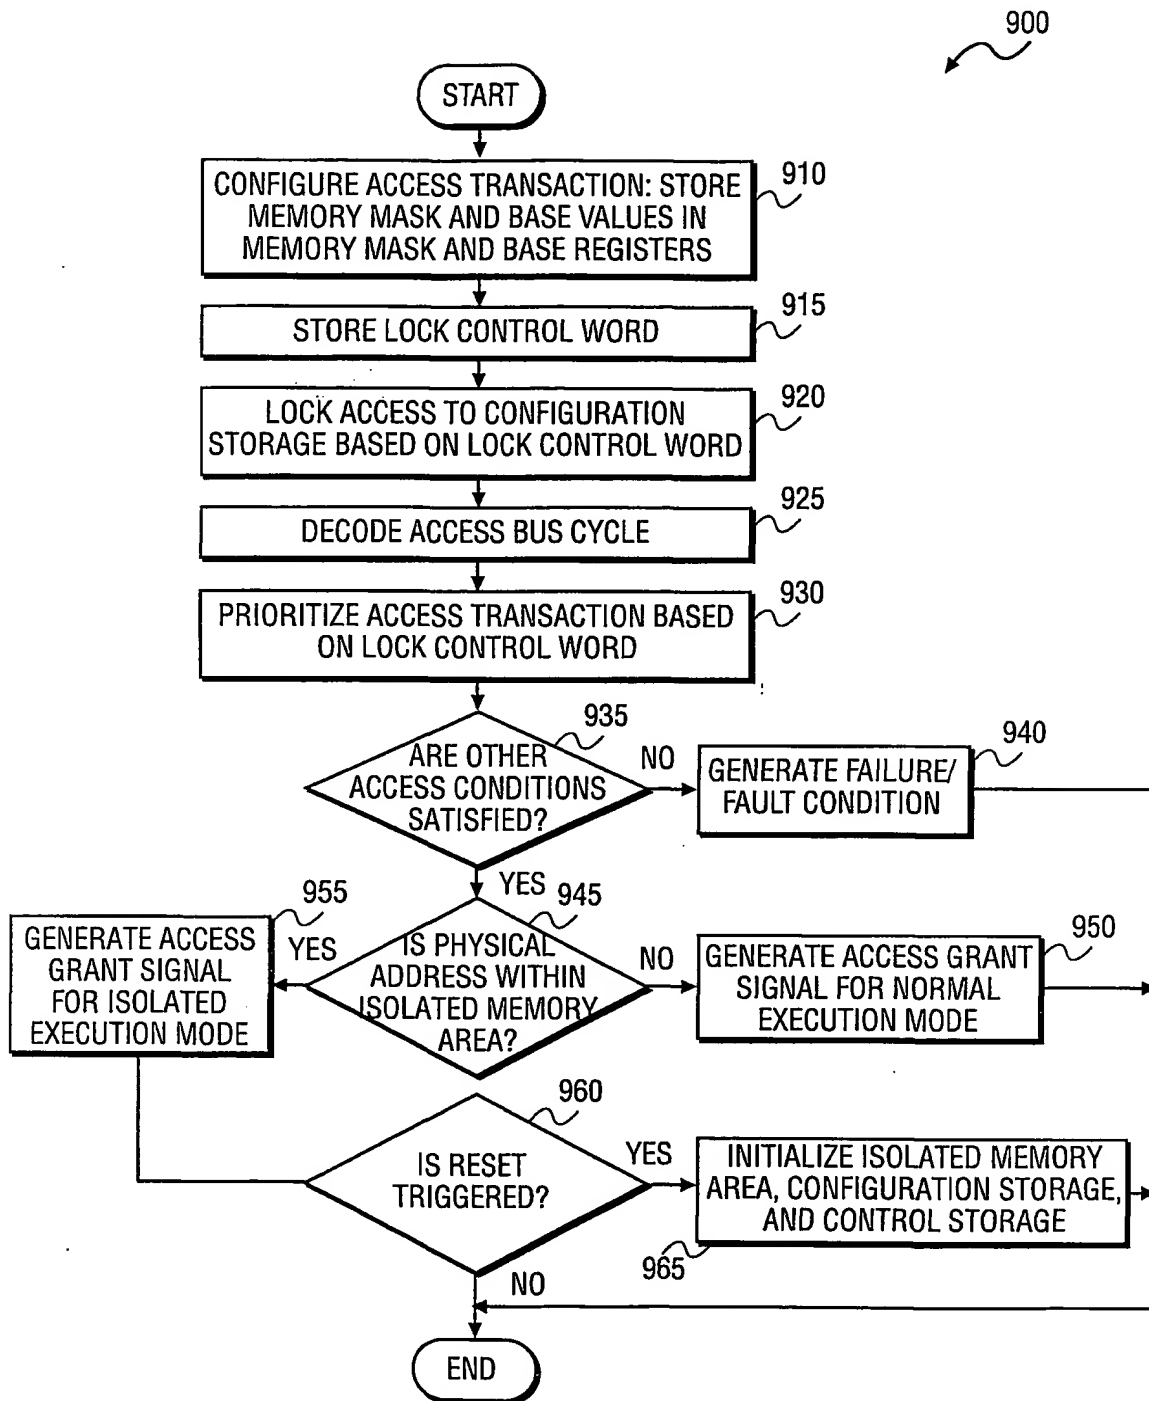 900
START
CONFIGURE ACCESS TRANSACTION: STORE
MEMORY MASK AND BASE VALUES IN
MEMORY MASK AND BASE REGISTERS
910
STORE LOCK CONTROL WORD
915
LOCK ACCESS TO CONFIGURATION
STORAGE BASED ON LOCK CONTROL WORD
920
DECODE ACCESS BUS CYCLE
925
PRIORITIZE ACCESS TRANSACTION BASED
ON LOCK CONTROL WORD
930
ARE OTHER
ACCESS CONDITIONS
SATISFIED?
935
NO
GENERATE FAILURE/
FAULT CONDITION
940
YES
IS PHYSICAL
ADDRESS WITHIN
ISOLATED MEMORY
AREA?
945
YES
GENERATE ACCESS
GRANT SIGNAL
FOR ISOLATED
EXECUTION MODE
955
NO
GENERATE ACCESS GRANT
SIGNAL FOR NORMAL
EXECUTION MODE
950
IS RESET
TRIGGERED?
960
YES
INITIALIZE ISOLATED MEMORY
AREA, CONFIGURATION STORAGE,
AND CONTROL STORAGE
965
NO
END